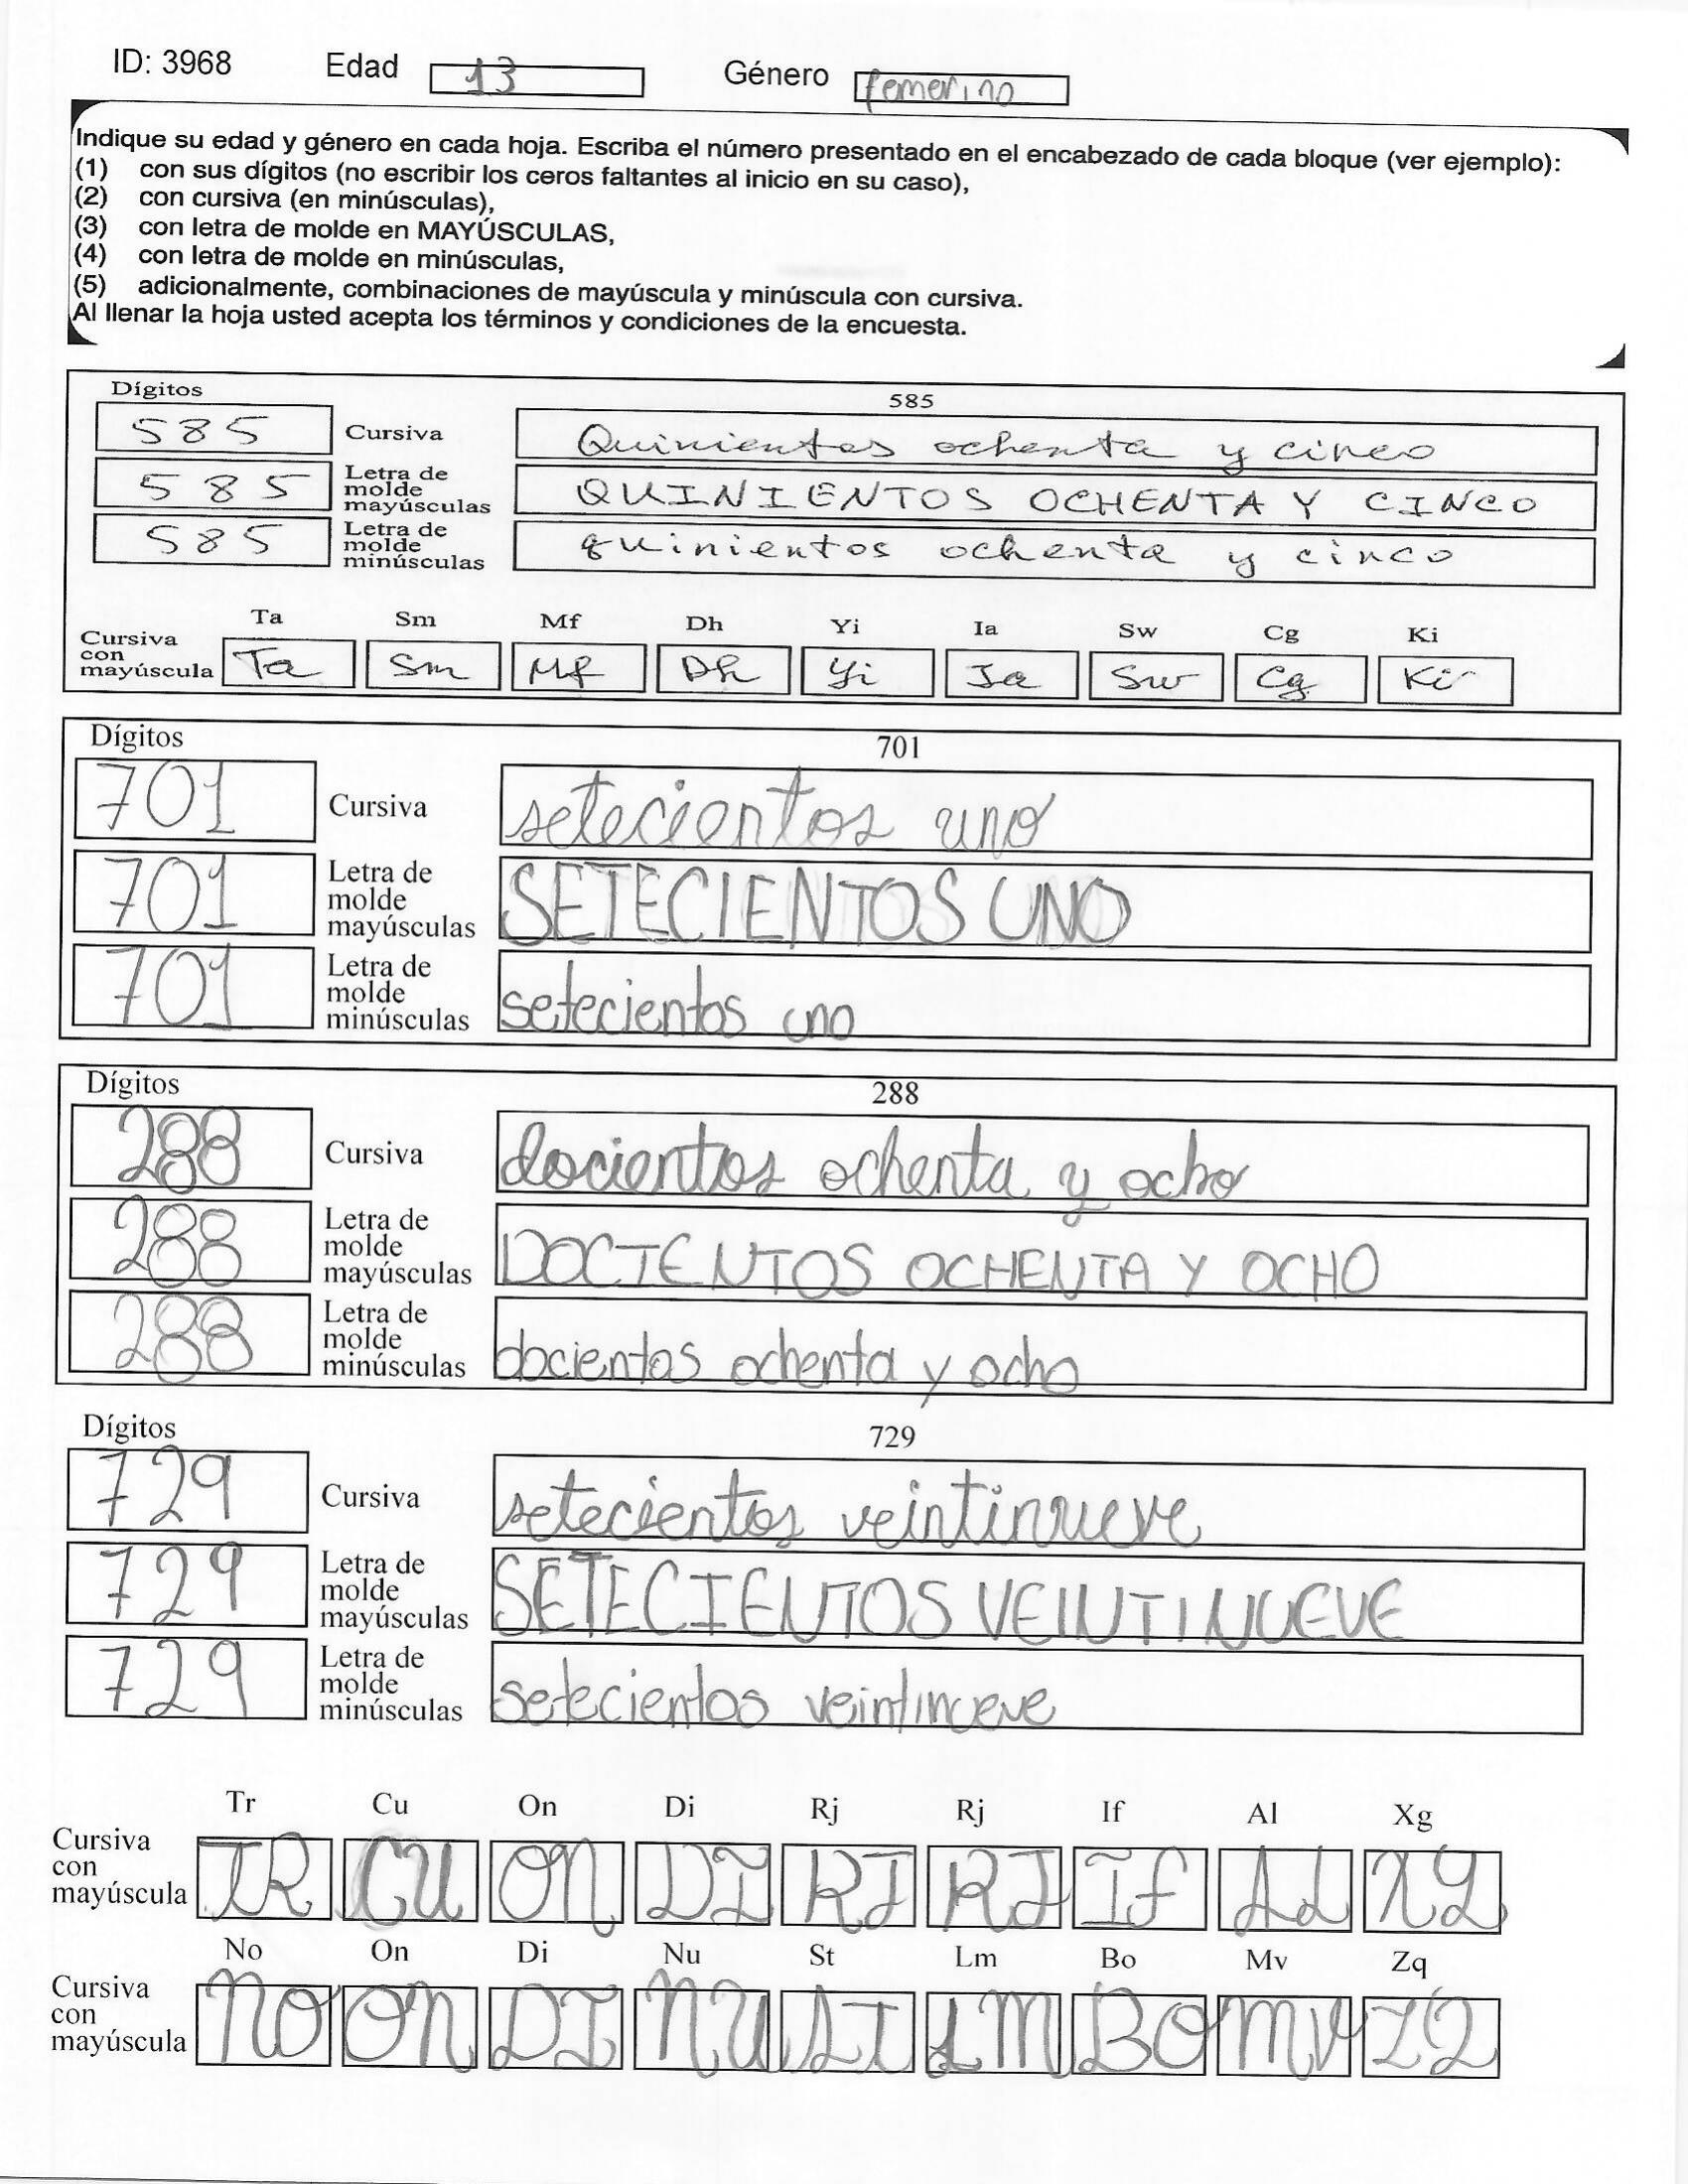 ID: 3968 Edad 13 Género femenino
Indique su edad y género en cada hoja. Escriba el número presentado en el encabezado de cada bloque (ver ejemplo):
(1) con sus dígitos (no escribir los ceros faltantes al inicio en su caso),
(2) con cursiva (en minúsculas),
(3) con letra de molde en MAYÚSCULAS,
(4) con letra de molde en minúsculas,
(5) adicionalmente, combinaciones de mayúscula y minúscula con cursiva.
Al llenar la hoja usted acepta los términos y condiciones de la encuesta.
Dígitos 585
585 Cursiva Quinientos ochenta y cinco
585 Letra de molde mayúsculas QUINIENTOS OCHENTA Y CINCO
585 Letra de molde minúsculas quinientos ochenta y cinco
Ta Sm Mf Dh Yi Ia Sw Cg Ki
Cursiva con mayúscula Ta Sm Mf Dh Yi Ia Sw Cg Ki
Dígitos 701
701 Cursiva setecientos uno
701 Letra de molde mayúsculas SETECIENTOS UNO
701 Letra de molde minúsculas setecientos uno
Dígitos 288
288 Cursiva docientos ochenta y ocho
288 Letra de molde mayúsculas DOCIENTOS OCHENTA Y OCHO
288 Letra de molde minúsculas docientos ochenta y ocho
Dígitos 729
729 Cursiva setecientos veintinueve
729 Letra de molde mayúsculas SETECIENTOS VEINTINUEVE
729 Letra de molde minúsculas setecientos veintinueve
Tr Cu On Di Rj Rj If Al Xg
Cursiva con mayúscula TR CU ON DI RJ RJ If AL XG
No On Di Nu St Lm Bo Mv Zq
Cursiva con mayúscula NO ON DI NU ST LM BO MV ZQ